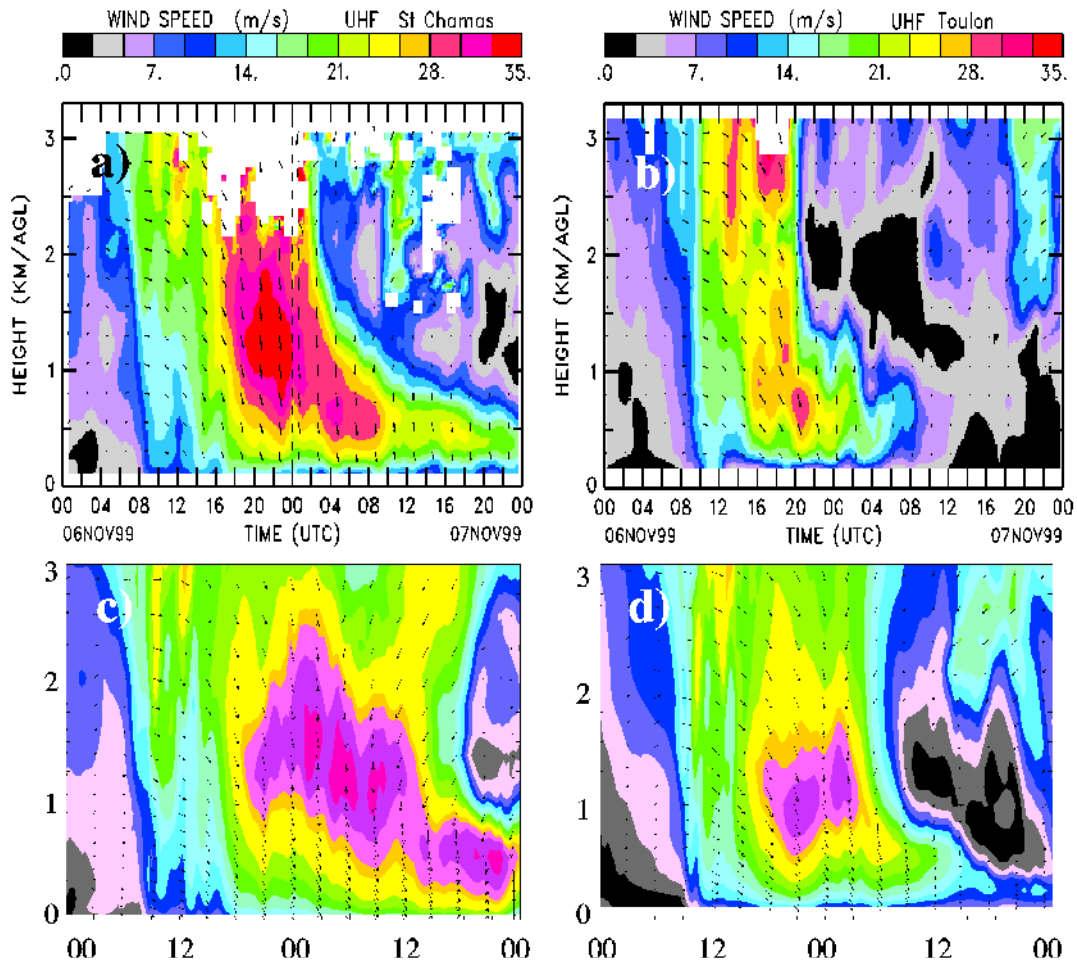 WIND SPEED (m/s) UHF St Chamas
.0 7. 14. 21. 28. 35.
WIND SPEED (m/s) UHF Toulon
.0 7. 14. 21. 28. 35.
a)
HEIGHT (KM/AGL)
3
2
1
0
00 04 08 12 16 20 00 04 08 12 16 20 00
06NOV99 TIME (UTC) 07NOV99
b)
HEIGHT (KM/AGL)
3
2
1
0
00 04 08 12 16 20 00 04 08 12 16 20 00
06NOV99 TIME (UTC) 07NOV99
c)
3
2
1
0
00 12 00 12 00
d)
3
2
1
0
00 12 00 12 00